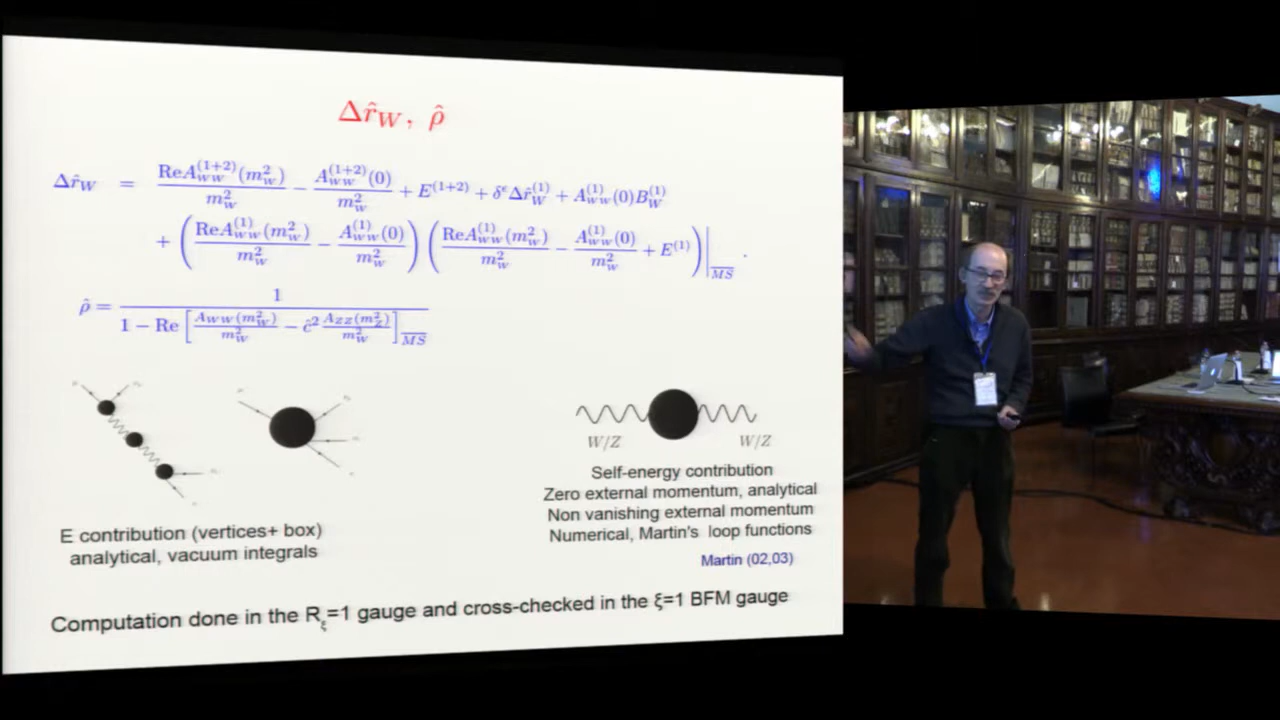 Δr̂_W, ρ̂
Δr̂_W = ReA_WW^(1+2)(m_W^2)/m_W^2 − A_WW^(1+2)(0)/m_W^2 + E^(1+2) + δ^e Δr̂_W^(1) + A_WW^(1)(0)B_W^(1)
+ (ReA_WW^(1)(m_W^2)/m_W^2 − A_WW^(1)(0)/m_W^2) (ReA_WW^(1)(m_W^2)/m_W^2 − A_WW^(1)(0)/m_W^2 + E^(1))|_MS .
ρ̂ = 1/(1 − Re [A_WW(m_W^2)/m_W^2 − ĉ^2 A_ZZ(m_Z^2)/m_W^2]_MS)
W/Z W/Z
Self-energy contribution
Zero external momentum, analytical
Non vanishing external momentum
Numerical, Martin's loop functions
Martin (02,03)
E contribution (vertices+ box)
analytical, vacuum integrals
Computation done in the R_ξ=1 gauge and cross-checked in the ξ=1 BFM gauge